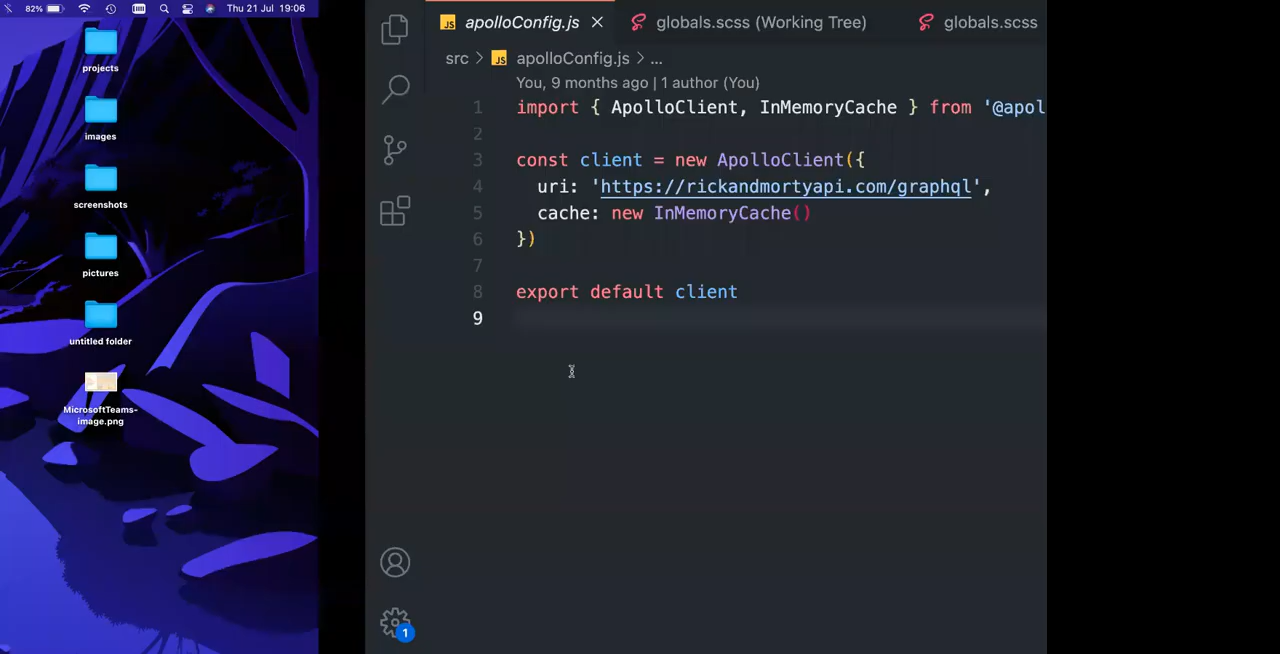 82% Thu 21 Jul 19:06
projects
images
screenshots
pictures
untitled folder
MicrosoftTeams-
image.png
JS apolloConfig.js globals.scss (Working Tree) globals.scss
src > JS apolloConfig.js > ...
You, 9 months ago | 1 author (You)
1 import { ApolloClient, InMemoryCache } from '@apol
2
3 const client = new ApolloClient({
4 uri: 'https://rickandmortyapi.com/graphql',
5 cache: new InMemoryCache()
6 })
7
8 export default client
9
1